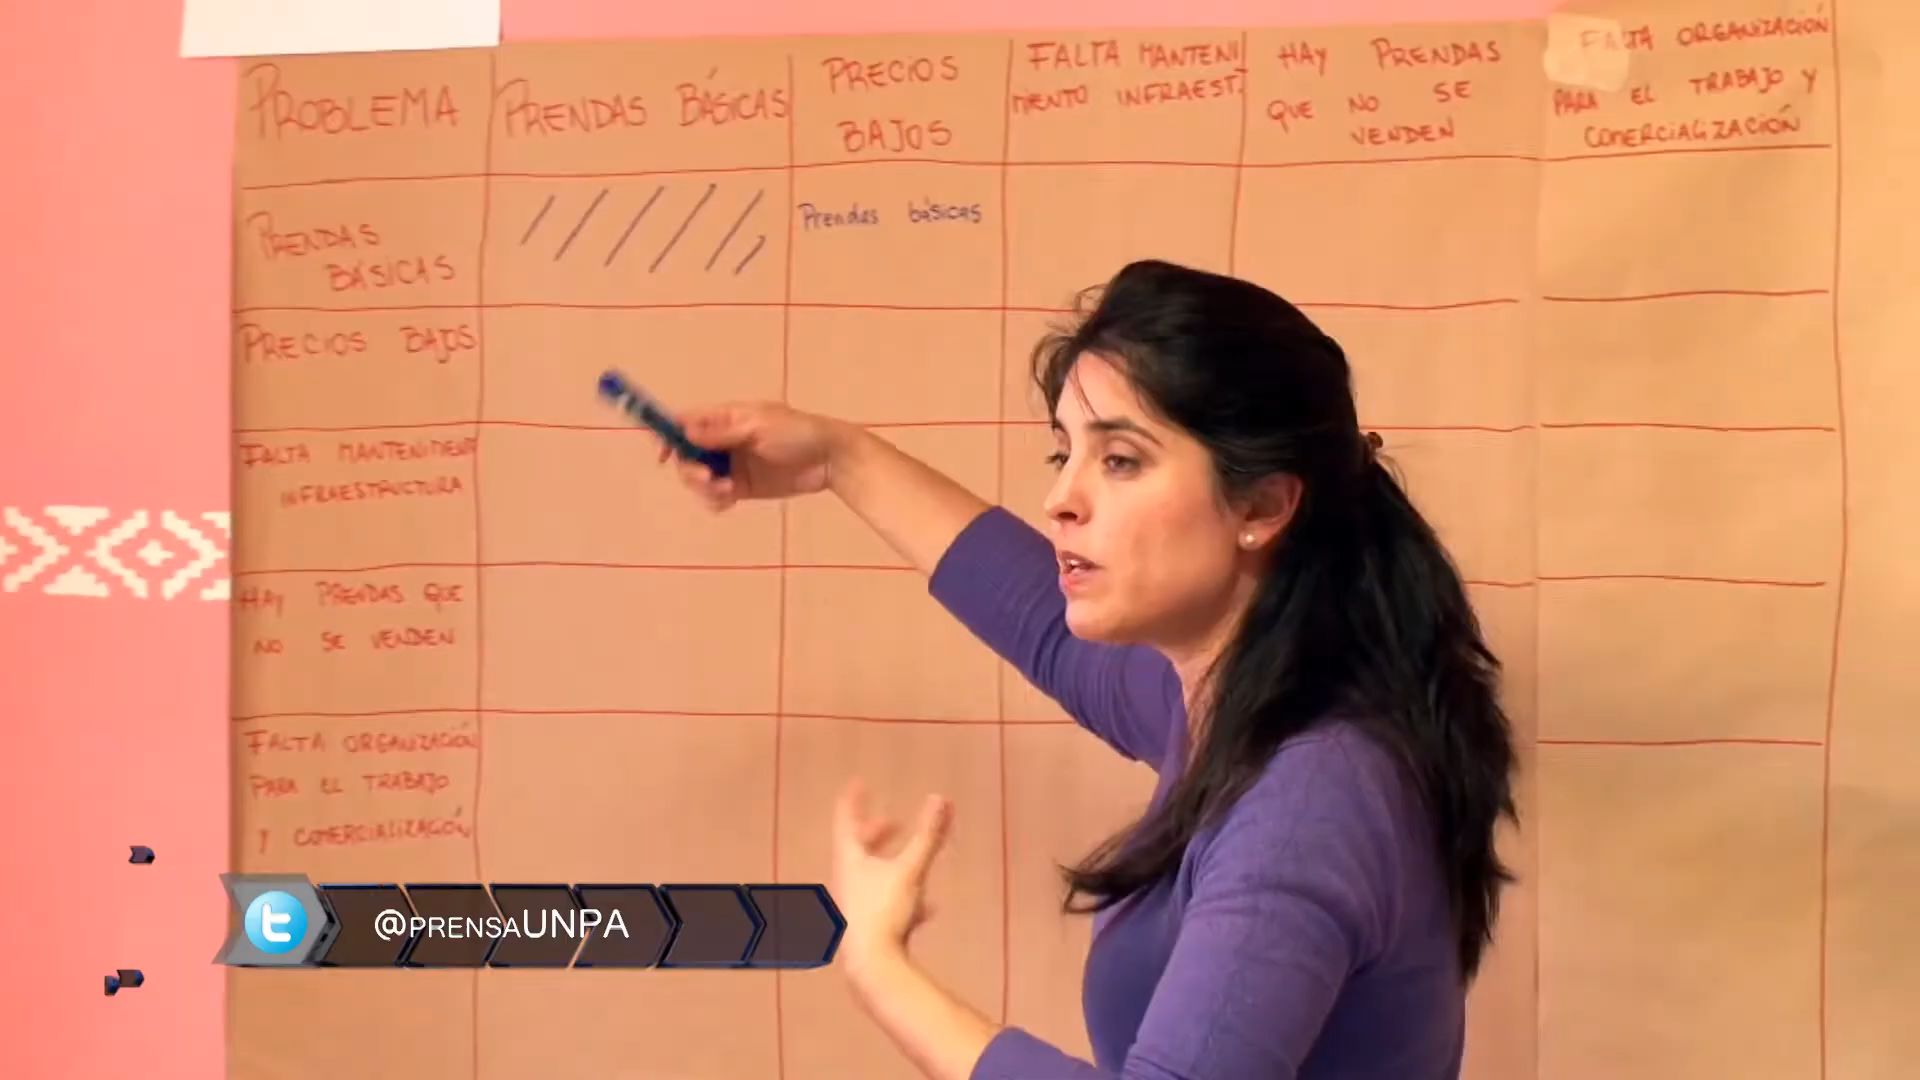 PROBLEMA
PRENDAS BÁSICAS
PRECIOS
BAJOS
FALTA MANTENI
MIENTO INFRAEST.
HAY PRENDAS
QUE NO SE
VENDEN
FALTA ORGANIZACIÓN
PARA EL TRABAJO Y
COMERCIALIZACIÓN
PRENDAS
BÁSICAS
Prendas básicas
PRECIOS BAJOS
FALTA MANTENIMIENT
INFRAESTRUCTURA
HAY PRENDAS QUE
NO SE VENDEN
FALTA ORGANIZACIÓN
PARA EL TRABAJO
Y COMERCIALIZACIÓN
@PRENSAUNPA